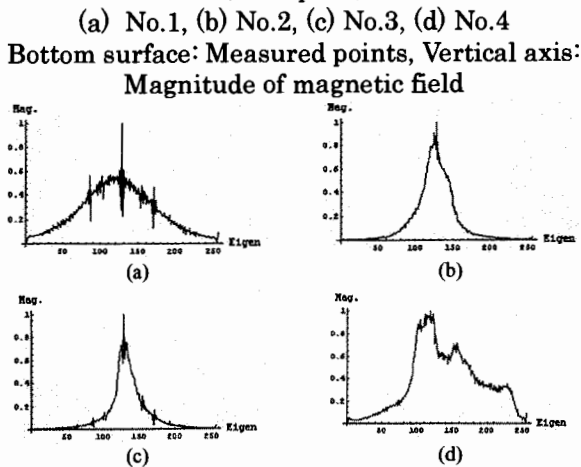 (a) No.1, (b) No.2, (c) No.3, (d) No.4
Bottom surface: Measured points, Vertical axis:
Magnitude of magnetic field
Mag.
1
0.8
0.6
0.4
0.2
50 100 150 200 250 Eigen
(a)
Mag.
1
0.8
0.6
0.4
0.2
50 100 150 200 250 Eigen
(b)
Mag.
1
0.8
0.6
0.4
0.2
50 100 150 200 250 Eigen
(c)
Mag.
1
0.8
0.6
0.4
0.2
50 100 150 200 250 Eigen
(d)